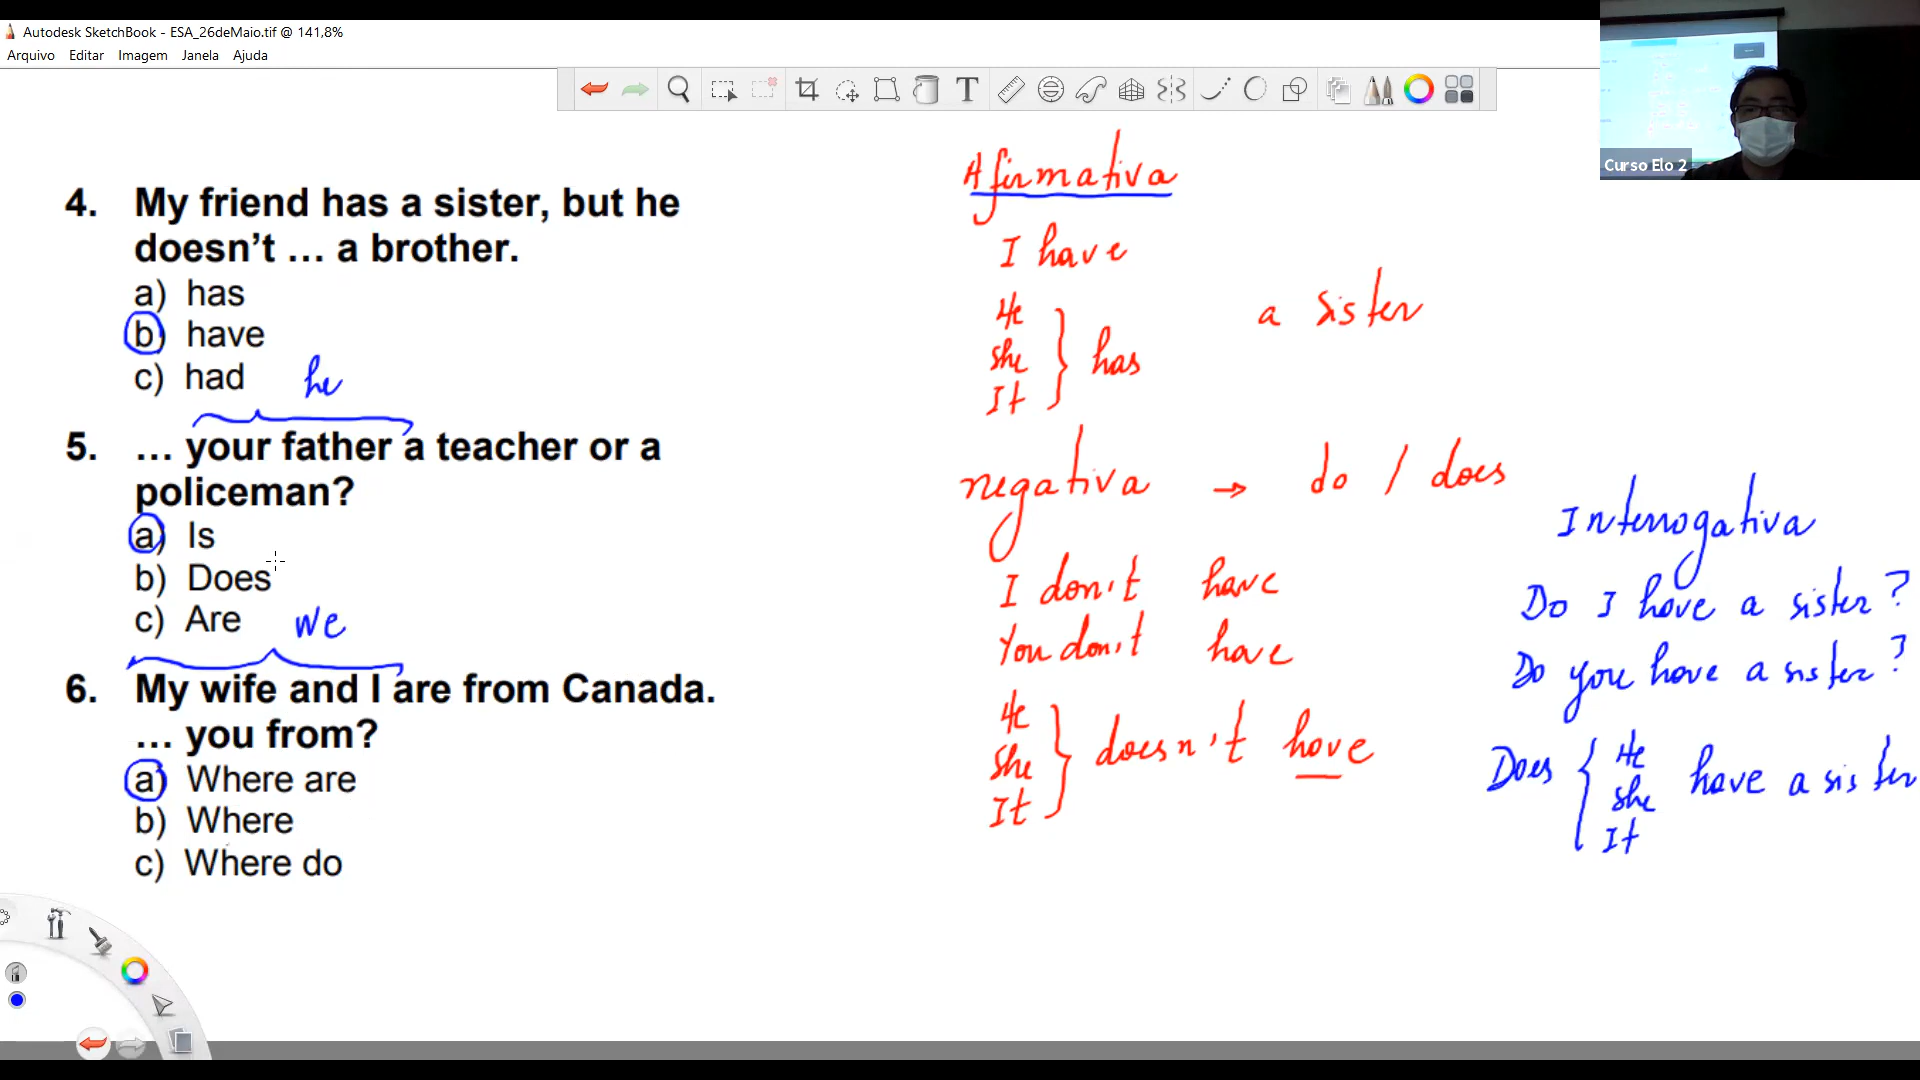 Autodesk SketchBook - ESA_26deMaio.tif @ 141,8%
Arquivo Editar Imagem Janela Ajuda
T
Curso Elo 2
4. My friend has a sister, but he
doesn't … a brother.
a) has
b) have
c) had
he
5. … your father a teacher or a
policeman?
a) Is
b) Does
c) Are
we
6. My wife and I are from Canada.
… you from?
a) Where are
b) Where
c) Where do
Afirmativa
I have
He
She
It
has
a sister
negativa → do / does
I don't have
You don't have
He
She
It
doesn't have
Interrogativa
Do I have a sister?
Do you have a sister?
Does
He
She
It
have a sister